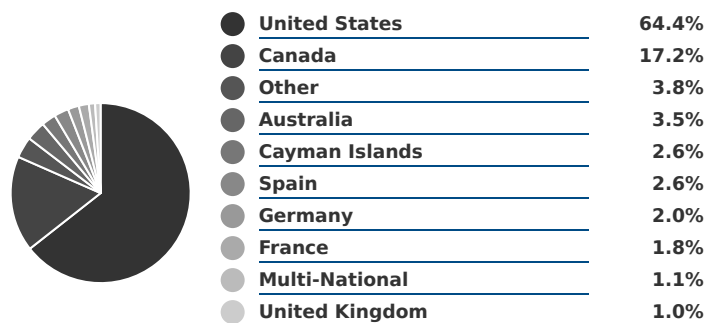 United States 64.4%
Canada 17.2%
Other 3.8%
Australia 3.5%
Cayman Islands 2.6%
Spain 2.6%
Germany 2.0%
France 1.8%
Multi-National 1.1%
United Kingdom 1.0%